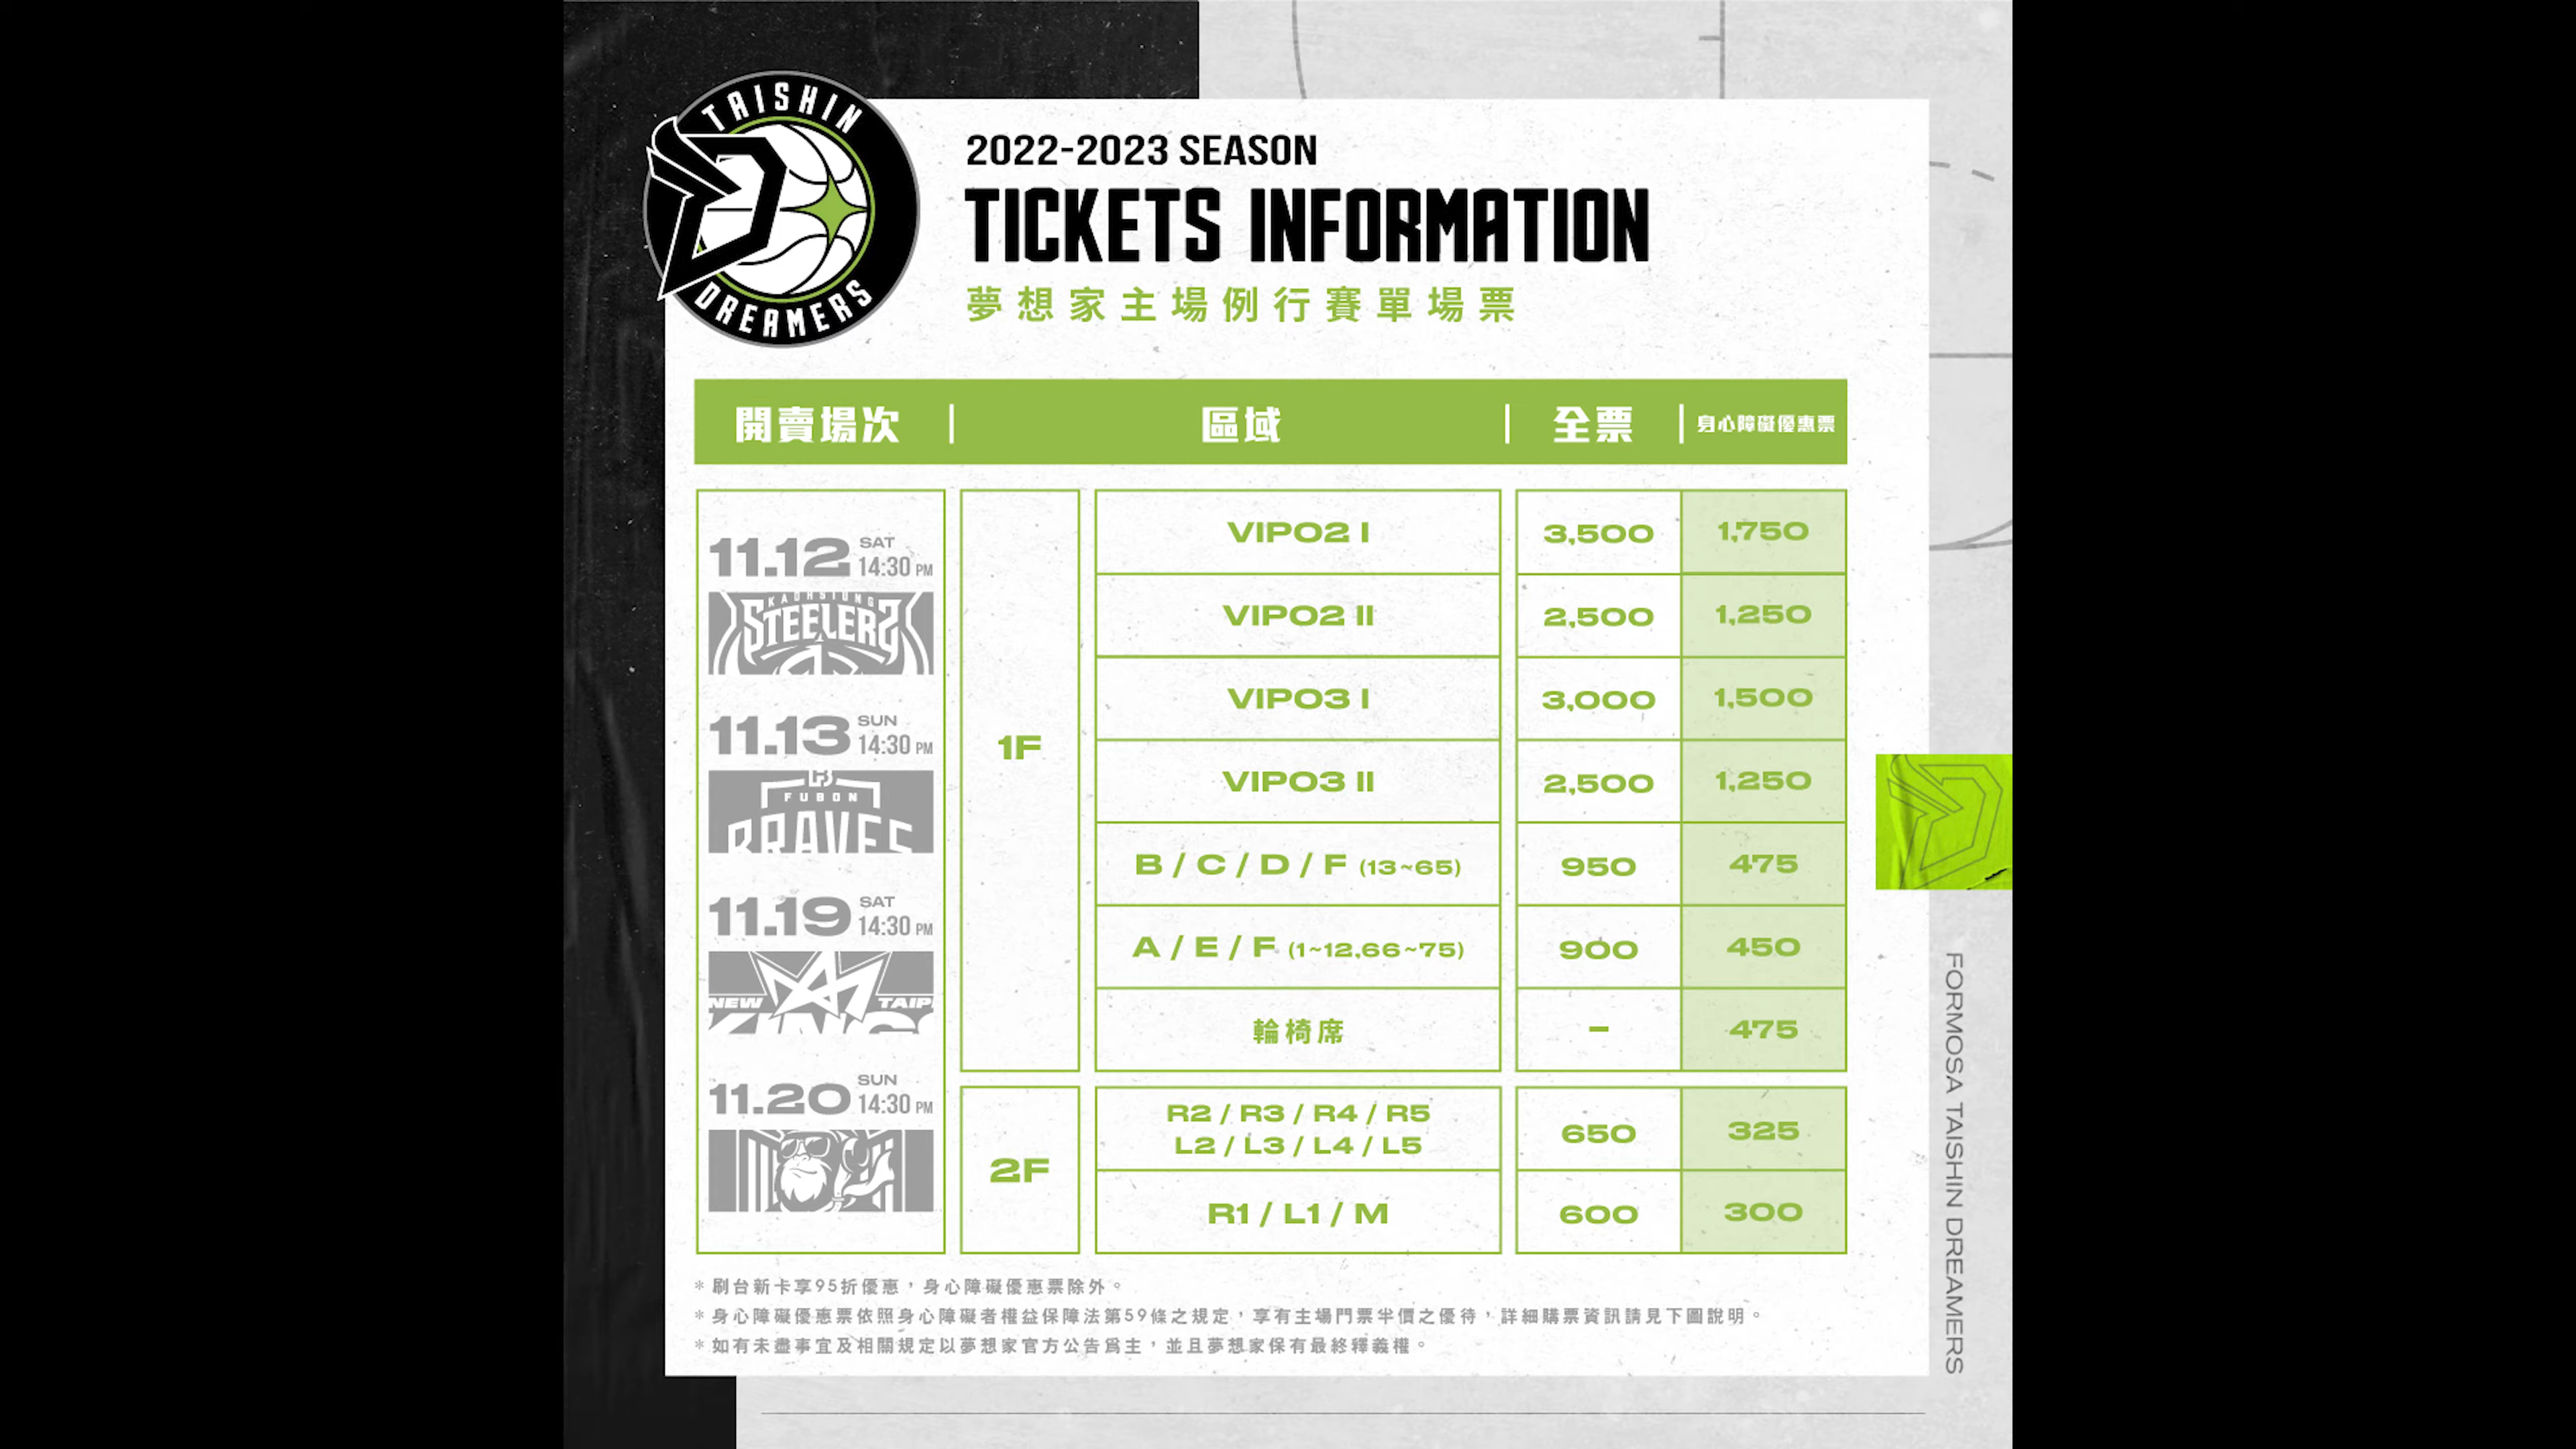 TAISHIN
DREAMERS
2022-2023 SEASON
TICKETS INFORMATION
夢想家主場例行賽單場票
開賣場次 | 區域 | 全票 | 身心障礙優惠票
11.12 SAT 14:30 PM
KAOHSIUNG
STEELERS
11.13 SUN 14:30 PM
FUBON
BRAVES
11.19 SAT 14:30 PM
NEW TAIP
KINGS
11.20 SUN 14:30 PM
1F
VIP02 I 3,500 1,750
VIP02 II 2,500 1,250
VIP03 I 3,000 1,500
VIP03 II 2,500 1,250
B / C / D / F (13~65) 950 475
A / E / F (1~12,66~75) 900 450
輪椅席 - 475
2F
R2 / R3 / R4 / R5
L2 / L3 / L4 / L5 650 325
R1 / L1 / M 600 300
* 刷台新卡享95折優惠，身心障礙優惠票除外。
* 身心障礙優惠票依照身心障礙者權益保障法第59條之規定，享有主場門票半價之優待，詳細購票資訊請見下圖說明。
* 如有未盡事宜及相關規定以夢想家官方公告為主，並且夢想家保有最終釋義權。
FORMOSA TAISHIN DREAMERS